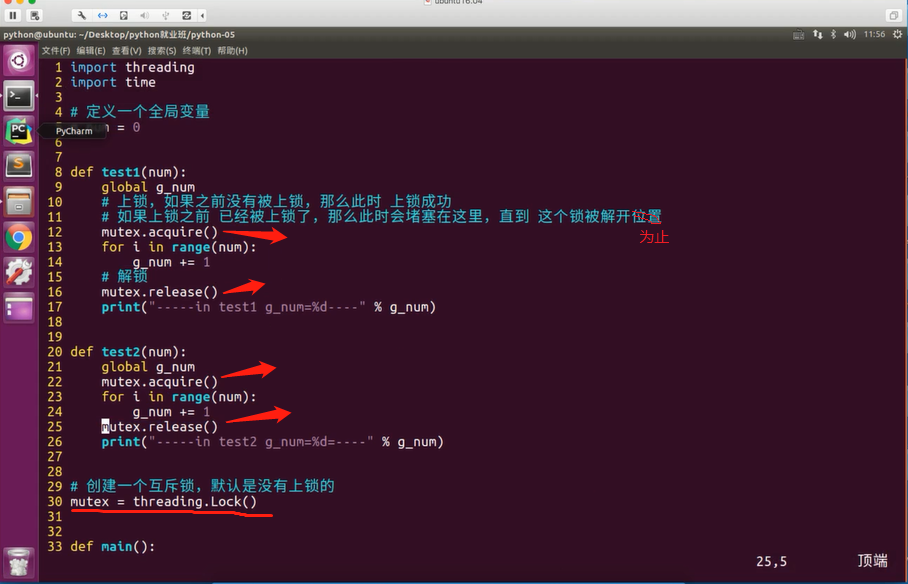 ubuntu16.04
python@ubuntu: ~/Desktop/python就业班/python-05
11:56
文件(F) 编辑(E) 查看(V) 搜索(S) 终端(T) 帮助(H)
1 import threading
2 import time
3
4 # 定义一个全局变量
PyCharm
= 0
6
7
8 def test1(num):
9     global g_num
10     # 上锁，如果之前没有被上锁，那么此时 上锁成功
11     # 如果上锁之前 已经被上锁了，那么此时会堵塞在这里，直到 这个锁被解开位置
为止
12     mutex.acquire()
13     for i in range(num):
14         g_num += 1
15     # 解锁
16     mutex.release()
17     print("-----in test1 g_num=%d----" % g_num)
18
19
20 def test2(num):
21     global g_num
22     mutex.acquire()
23     for i in range(num):
24         g_num += 1
25     mutex.release()
26     print("-----in test2 g_num=%d=----" % g_num)
27
28
29 # 创建一个互斥锁，默认是没有上锁的
30 mutex = threading.Lock()
31
32
33 def main():
25,5 顶端